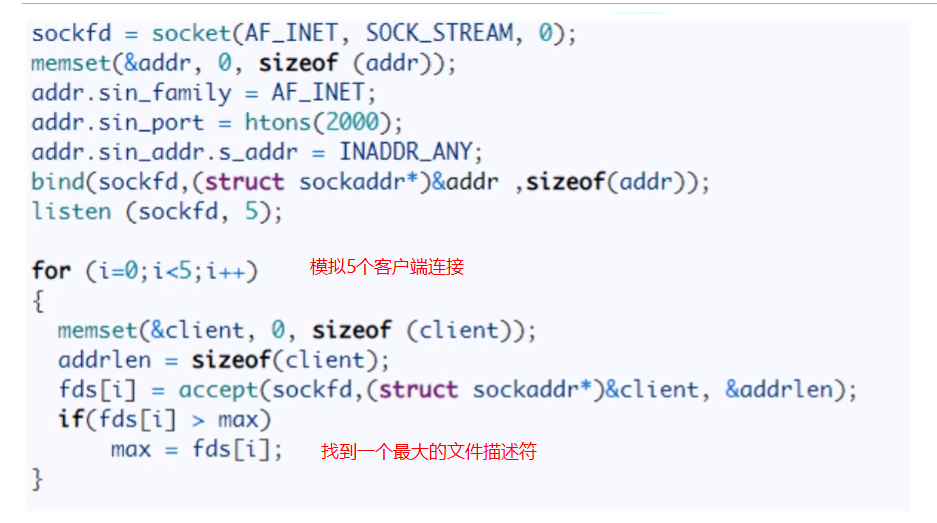 sockfd = socket(AF_INET, SOCK_STREAM, 0);
memset(&addr, 0, sizeof (addr));
addr.sin_family = AF_INET;
addr.sin_port = htons(2000);
addr.sin_addr.s_addr = INADDR_ANY;
bind(sockfd,(struct sockaddr*)&addr ,sizeof(addr));
listen (sockfd, 5);
for (i=0;i<5;i++) 模拟5个客户端连接
{
memset(&client, 0, sizeof (client));
addrlen = sizeof(client);
fds[i] = accept(sockfd,(struct sockaddr*)&client, &addrlen);
if(fds[i] > max)
max = fds[i]; 找到一个最大的文件描述符
}